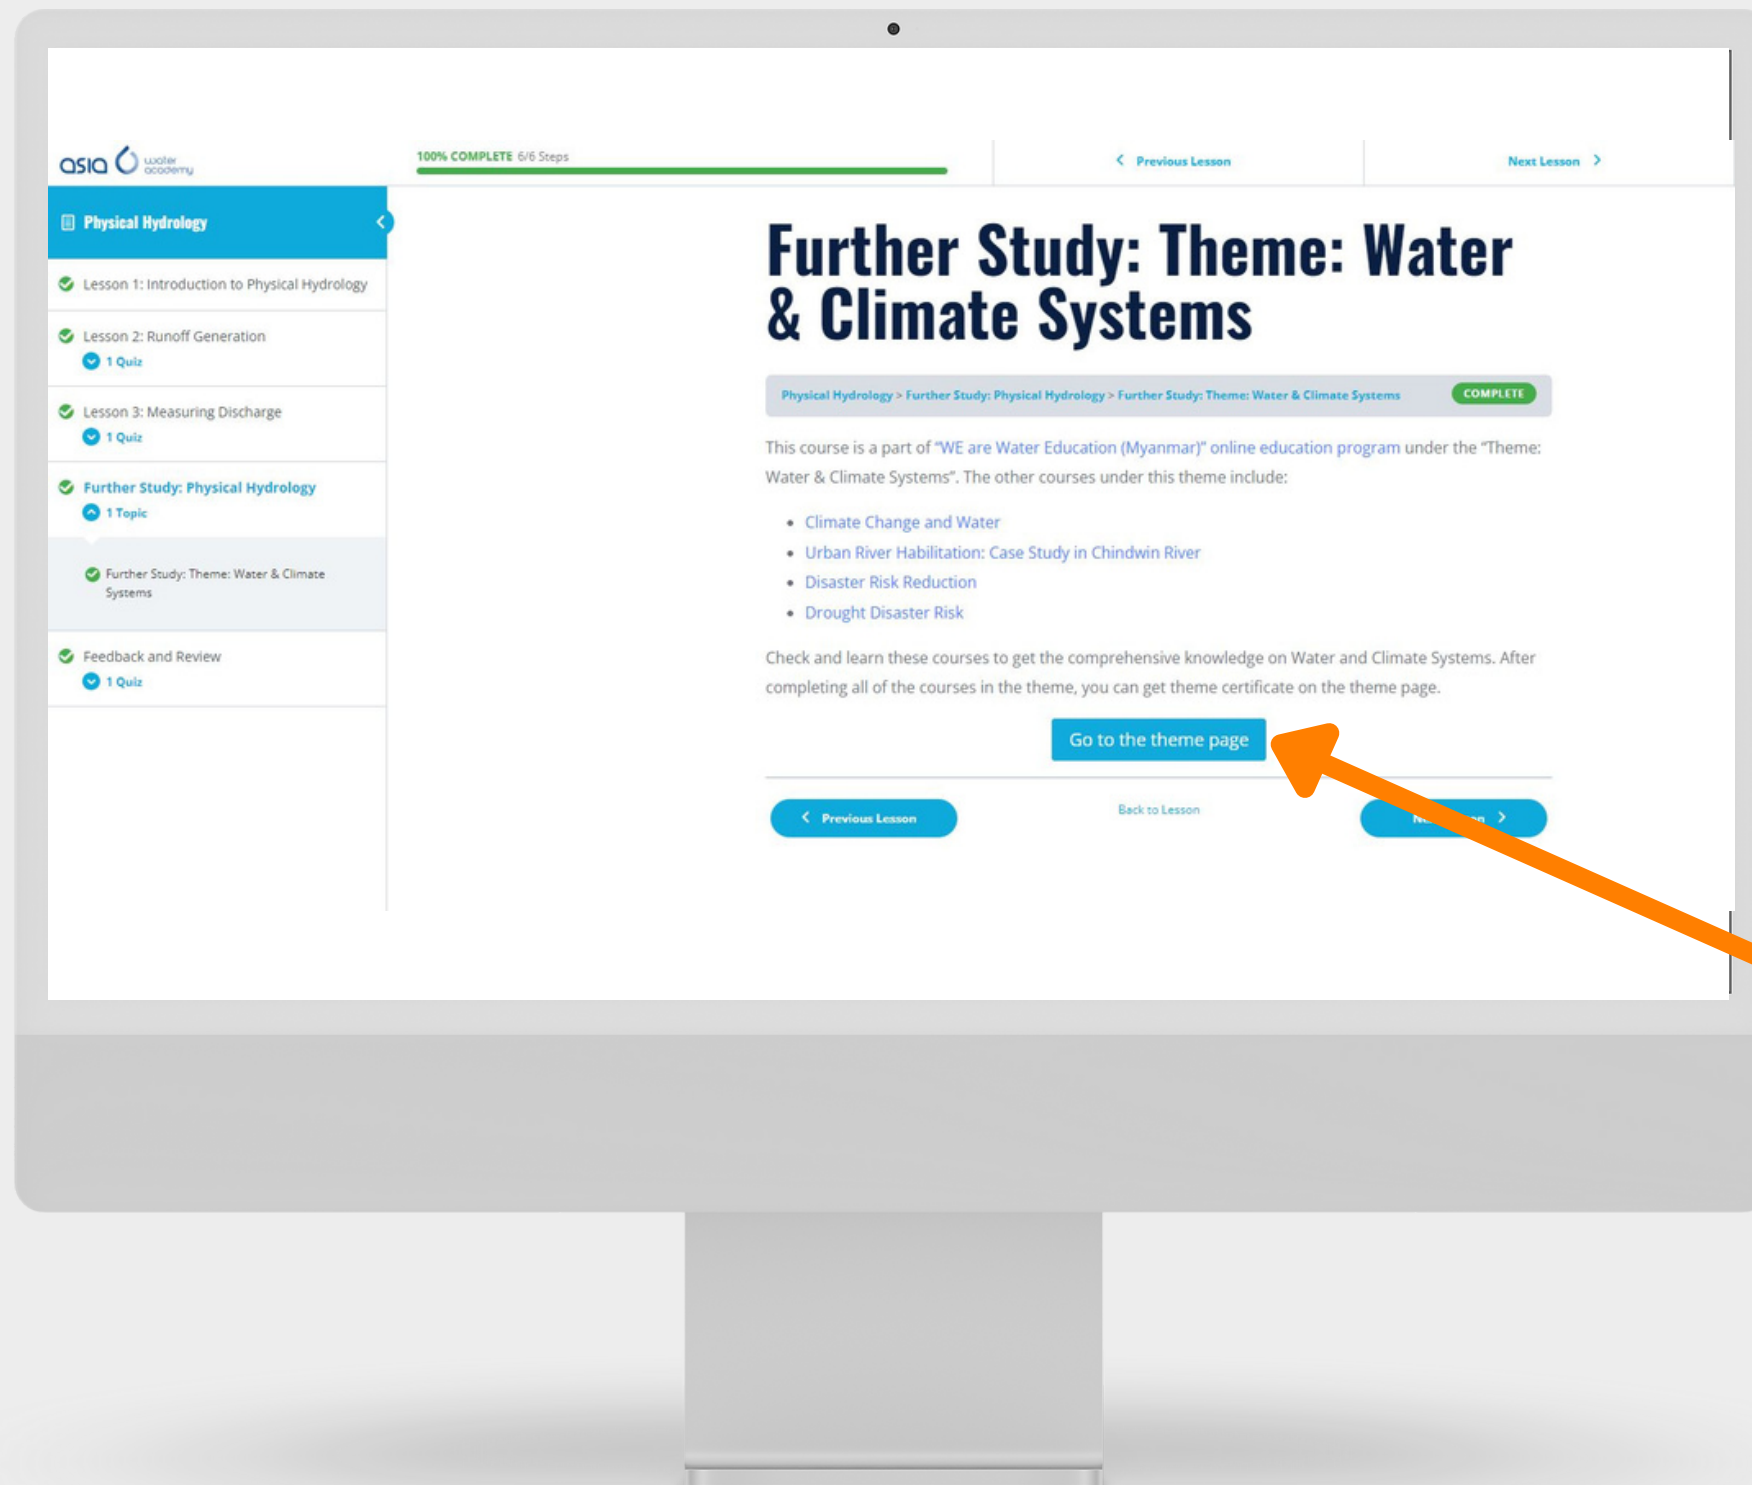 asia water academy
100% COMPLETE 6/6 Steps
Previous Lesson
Next Lesson
Physical Hydrology
Lesson 1: Introduction to Physical Hydrology
Lesson 2: Runoff Generation
1 Quiz
Lesson 3: Measuring Discharge
1 Quiz
Further Study: Physical Hydrology
1 Topic
Further Study: Theme: Water & Climate
Systems
Feedback and Review
1 Quiz
Further Study: Theme: Water
& Climate Systems
Physical Hydrology > Further Study: Physical Hydrology > Further Study: Theme: Water & Climate Systems
COMPLETE
This course is a part of “WE are Water Education (Myanmar)” online education program under the “Theme:
Water & Climate Systems”. The other courses under this theme include:
• Climate Change and Water
• Urban River Habilitation: Case Study in Chindwin River
• Disaster Risk Reduction
• Drought Disaster Risk
Check and learn these courses to get the comprehensive knowledge on Water and Climate Systems. After
completing all of the courses in the theme, you can get theme certificate on the theme page.
Go to the theme page
Previous Lesson
Back to Lesson